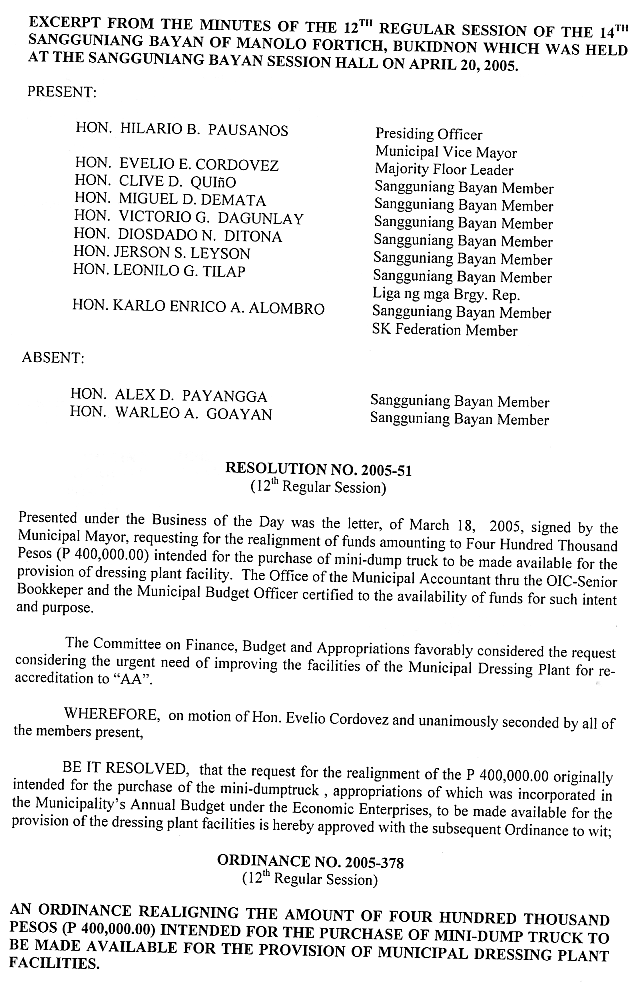 EXCERPT FROM THE MINUTES OF THE 12TH REGULAR SESSION OF THE 14TH
SANGGUNIANG BAYAN OF MANOLO FORTICH, BUKIDNON WHICH WAS HELD
AT THE SANGGUNIANG BAYAN SESSION HALL ON APRIL 20, 2005.
PRESENT:
HON. HILARIO B. PAUSANOS Presiding Officer
Municipal Vice Mayor
HON. EVELIO E. CORDOVEZ Majority Floor Leader
HON. CLIVE D. QUIñO Sangguniang Bayan Member
HON. MIGUEL D. DEMATA Sangguniang Bayan Member
HON. VICTORIO G. DAGUNLAY Sangguniang Bayan Member
HON. DIOSDADO N. DITONA Sangguniang Bayan Member
HON. JERSON S. LEYSON Sangguniang Bayan Member
HON. LEONILO G. TILAP Sangguniang Bayan Member
Liga ng mga Brgy. Rep.
HON. KARLO ENRICO A. ALOMBRO Sangguniang Bayan Member
SK Federation Member
ABSENT:
HON. ALEX D. PAYANGGA Sangguniang Bayan Member
HON. WARLEO A. GOAYAN Sangguniang Bayan Member
RESOLUTION NO. 2005-51
(12th Regular Session)
Presented under the Business of the Day was the letter, of March 18, 2005, signed by the
Municipal Mayor, requesting for the realignment of funds amounting to Four Hundred Thousand
Pesos (P 400,000.00) intended for the purchase of mini-dump truck to be made available for the
provision of dressing plant facility. The Office of the Municipal Accountant thru the OIC-Senior
Bookkeper and the Municipal Budget Officer certified to the availability of funds for such intent
and purpose.
The Committee on Finance, Budget and Appropriations favorably considered the request
considering the urgent need of improving the facilities of the Municipal Dressing Plant for re-
accreditation to “AA”.
WHEREFORE, on motion of Hon. Evelio Cordovez and unanimously seconded by all of
the members present,
BE IT RESOLVED, that the request for the realignment of the P 400,000.00 originally
intended for the purchase of the mini-dumptruck , appropriations of which was incorporated in
the Municipality’s Annual Budget under the Economic Enterprises, to be made available for the
provision of the dressing plant facilities is hereby approved with the subsequent Ordinance to wit;
ORDINANCE NO. 2005-378
(12th Regular Session)
AN ORDINANCE REALIGNING THE AMOUNT OF FOUR HUNDRED THOUSAND
PESOS (P 400,000.00) INTENDED FOR THE PURCHASE OF MINI-DUMP TRUCK TO
BE MADE AVAILABLE FOR THE PROVISION OF MUNICIPAL DRESSING PLANT
FACILITIES.